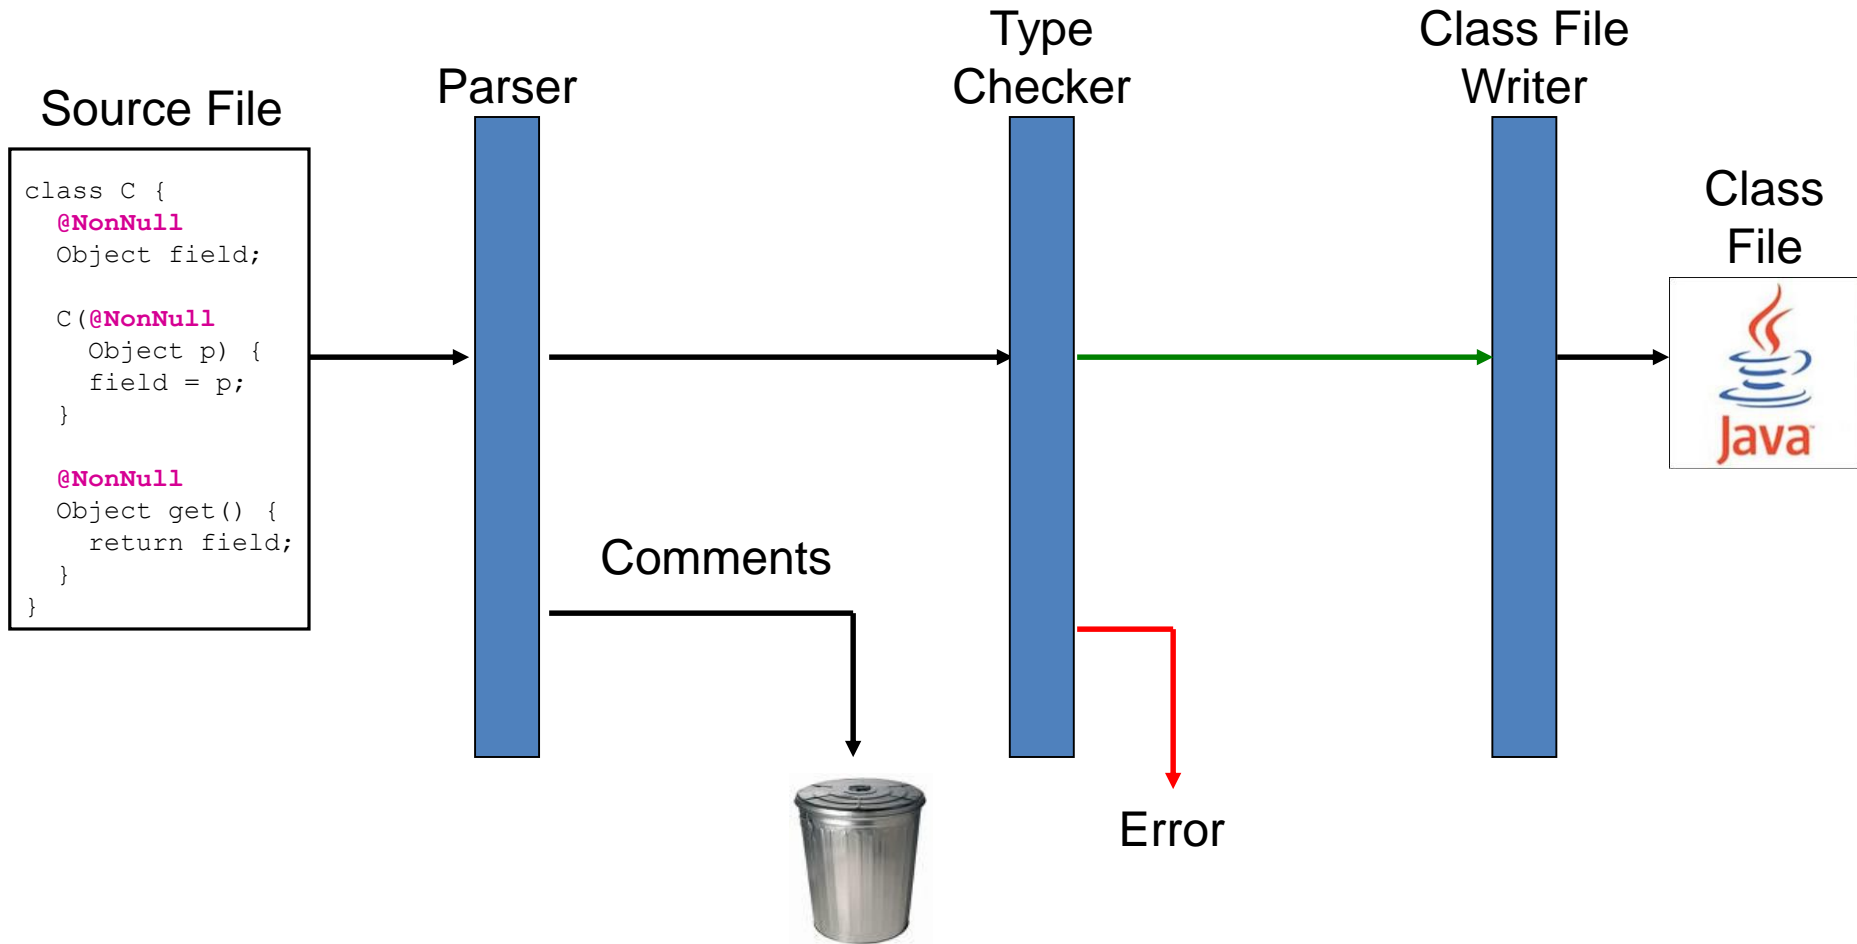 Source File
class C {
@NonNull
Object field;
C(@NonNull
Object p) {
field = p;
}
@NonNull
Object get() {
return field;
}
}
Parser
Comments
Type
Checker
Error
Class File
Writer
Class
File
Java™